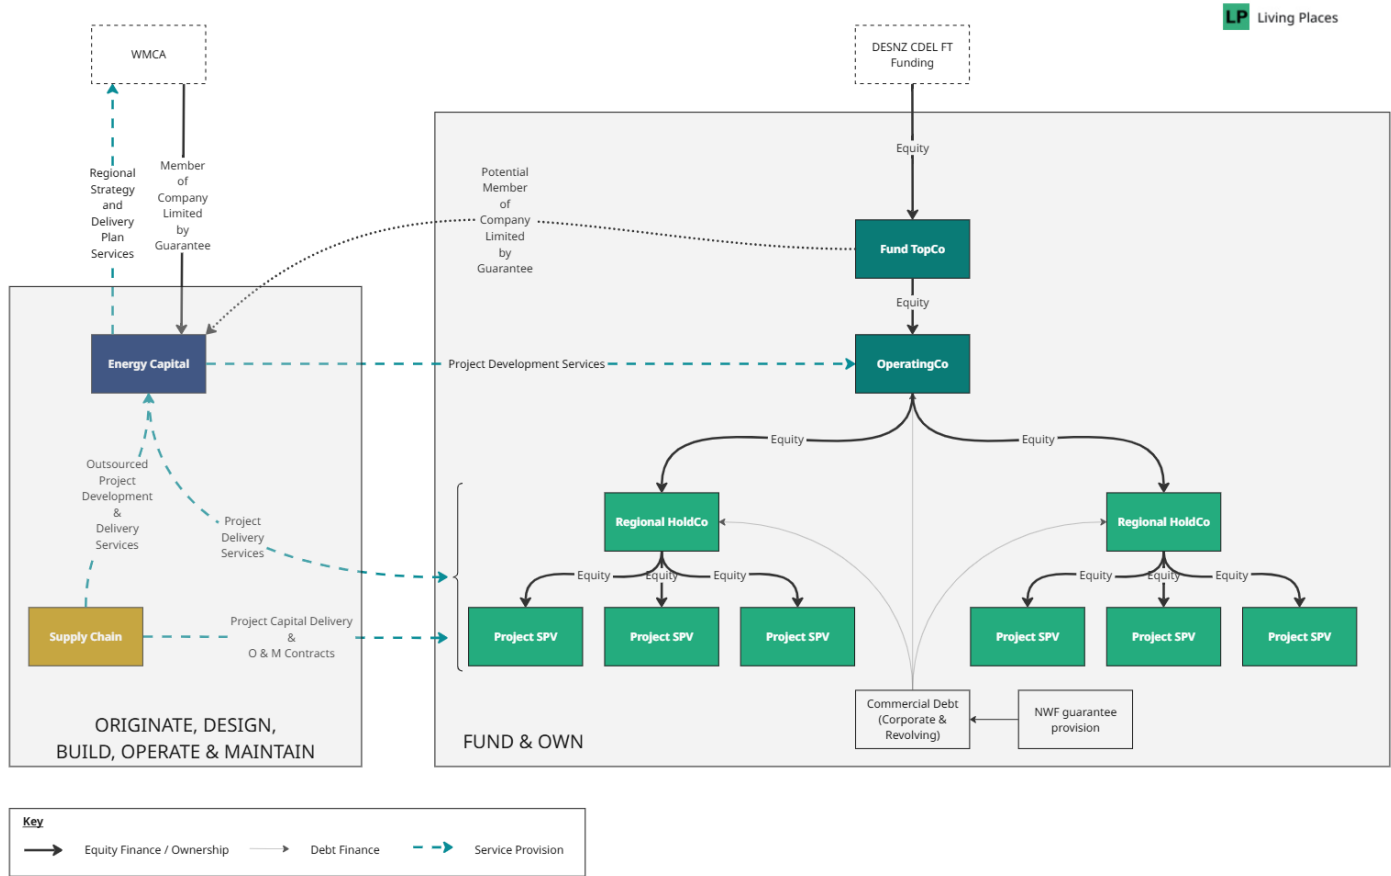 LP Living Places
WMCA
DESNZ CDEL FT
Funding
Equity
Regional
Strategy
and
Delivery
Plan
Services
Member
of
Company
Limited
by
Guarantee
Potential
Member
of
Company
Limited
by
Guarantee
Fund TopCo
Equity
Energy Capital
Project Development Services
OperatingCo
Equity
Equity
Outsourced
Project
Development
&
Delivery
Services
Project
Delivery
Services
Regional HoldCo
Regional HoldCo
Equity
Equity
Equity
Equity
Equity
Equity
Supply Chain
Project Capital Delivery
&
O & M Contracts
Project SPV
Project SPV
Project SPV
Project SPV
Project SPV
Project SPV
Commercial Debt
(Corporate &
Revolving)
NWF guarantee
provision
ORIGINATE, DESIGN,
BUILD, OPERATE & MAINTAIN
FUND & OWN
Key
Equity Finance / Ownership
Debt Finance
Service Provision